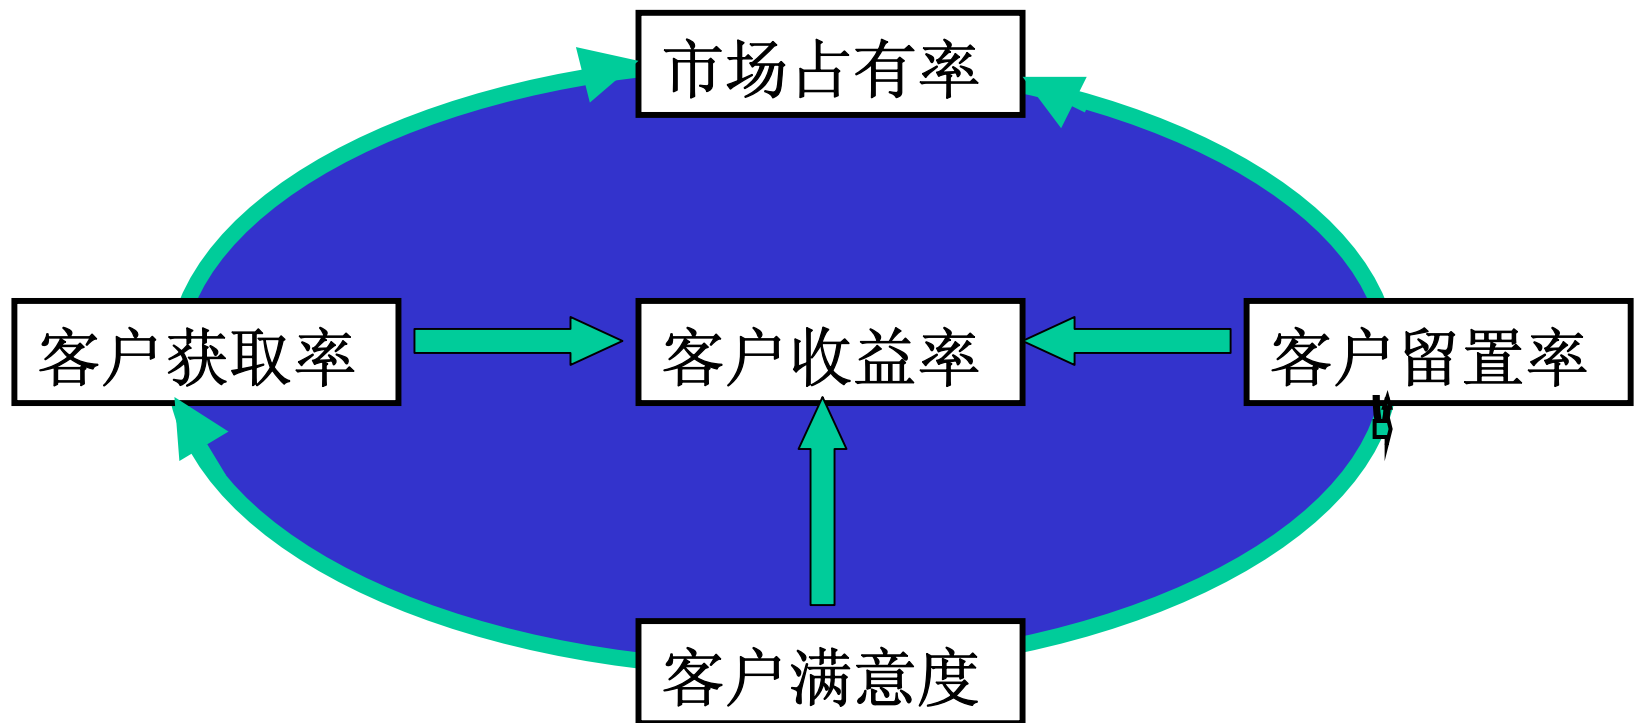 市场占有率
客户获取率
客户收益率
客户留置率
客户满意度